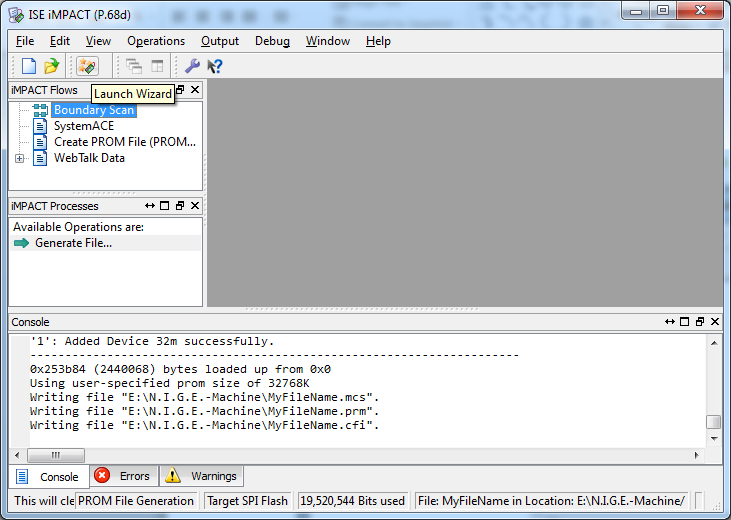 ISE iMPACT (P.68d)
File Edit View Operations Output Debug Window Help
iMPACT Flows
Launch Wizard
Boundary Scan
SystemACE
Create PROM File (PROM...
WebTalk Data
iMPACT Processes
Available Operations are:
Generate File...
Console
'1': Added Device 32m successfully.
----------------------------------------------------------------------
0x253b84 (2440068) bytes loaded up from 0x0
Using user-specified prom size of 32768K
Writing file "E:\N.I.G.E.-Machine\MyFileName.mcs".
Writing file "E:\N.I.G.E.-Machine\MyFileName.prm".
Writing file "E:\N.I.G.E.-Machine\MyFileName.cfi".
Console Errors Warnings
This will cle PROM File Generation Target SPI Flash 19,520,544 Bits used File: MyFileName in Location: E:\N.I.G.E.-Machine/